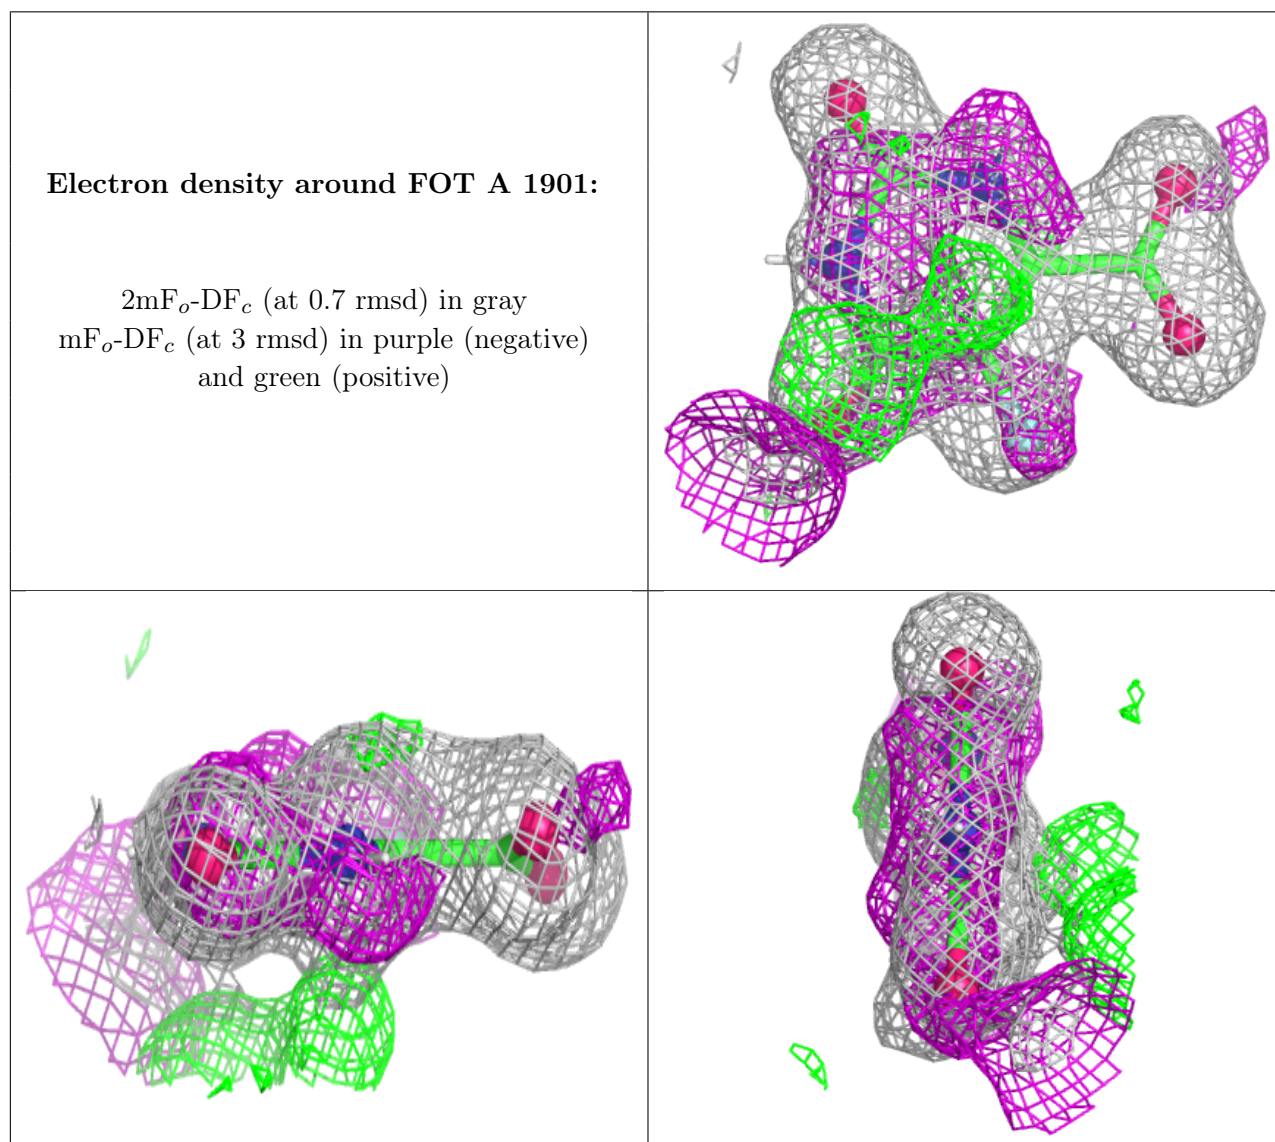 Electron density around FOT A 1901:
2mFo-DFc (at 0.7 rmsd) in gray
mFo-DFc (at 3 rmsd) in purple (negative)
and green (positive)